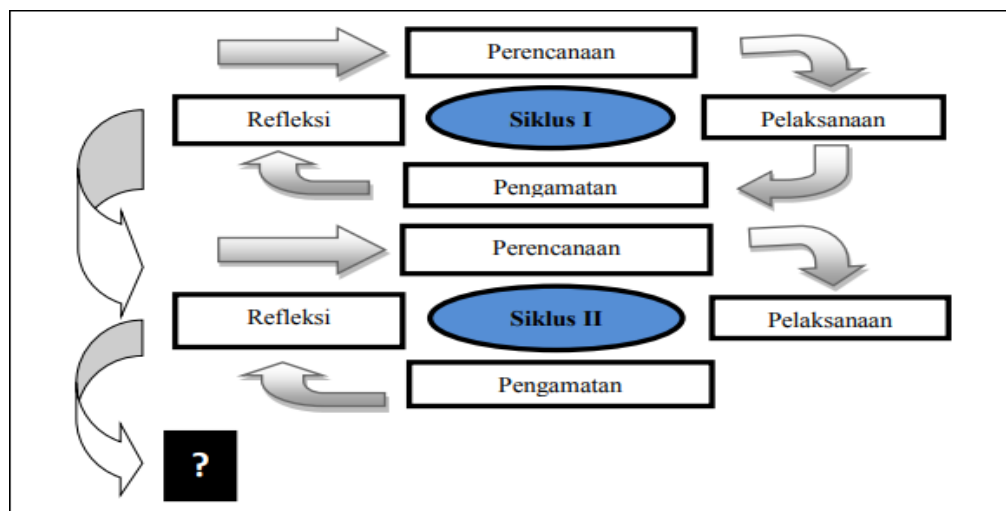 Perencanaan
Refleksi
Siklus I
Pelaksanaan
Pengamatan
Perencanaan
Refleksi
Siklus II
Pelaksanaan
Pengamatan
?